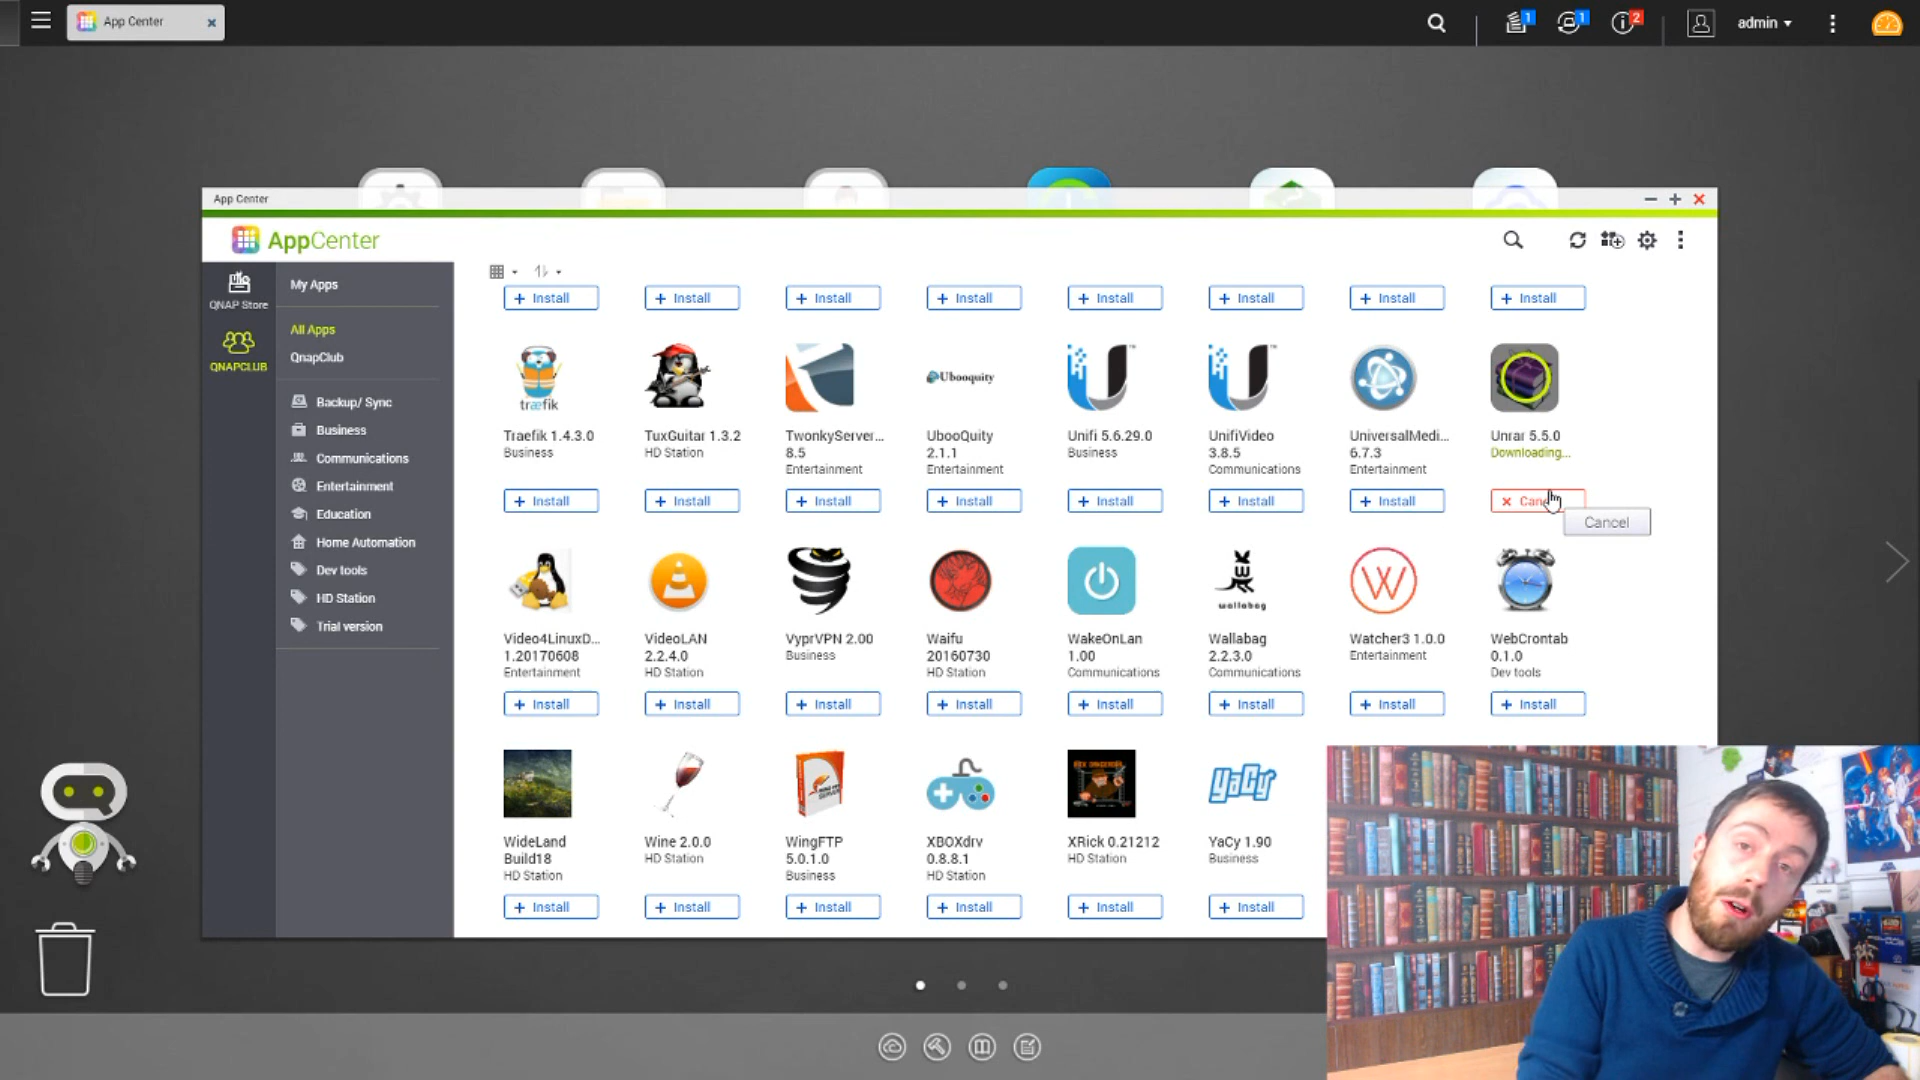 App Center
1
1
2
admin
App Center
AppCenter
QNAP Store
QNAPCLUB
My Apps
All Apps
QnapClub
Backup/ Sync
Business
Communications
Entertainment
Education
Home Automation
Dev tools
HD Station
Trial version
+ Install
+ Install
+ Install
+ Install
+ Install
+ Install
+ Install
+ Install
træfik
Ubooquity
Traefik 1.4.3.0
Business
TuxGuitar 1.3.2
HD Station
TwonkyServer...
8.5
Entertainment
UbooQuity
2.1.1
Entertainment
Unifi 5.6.29.0
Business
UnifiVideo
3.8.5
Communications
UniversalMedi...
6.7.3
Entertainment
Unrar 5.5.0
Downloading...
+ Install
+ Install
+ Install
+ Install
+ Install
+ Install
+ Install
Cancel
wallabag
Video4LinuxD...
1.20170608
Entertainment
VideoLAN
2.2.4.0
HD Station
VyprVPN 2.00
Business
Waifu
20160730
HD Station
WakeOnLan
1.00
Communications
Wallabag
2.2.3.0
Communications
Watcher3 1.0.0
Entertainment
WebCrontab
0.1.0
Dev tools
+ Install
+ Install
+ Install
+ Install
+ Install
+ Install
+ Install
+ Install
YaCy
WideLand
Build18
HD Station
Wine 2.0.0
HD Station
WingFTP
5.0.1.0
Business
XBOXdrv
0.8.8.1
HD Station
XRick 0.21212
HD Station
YaCy 1.90
Business
+ Install
+ Install
+ Install
+ Install
+ Install
+ Install